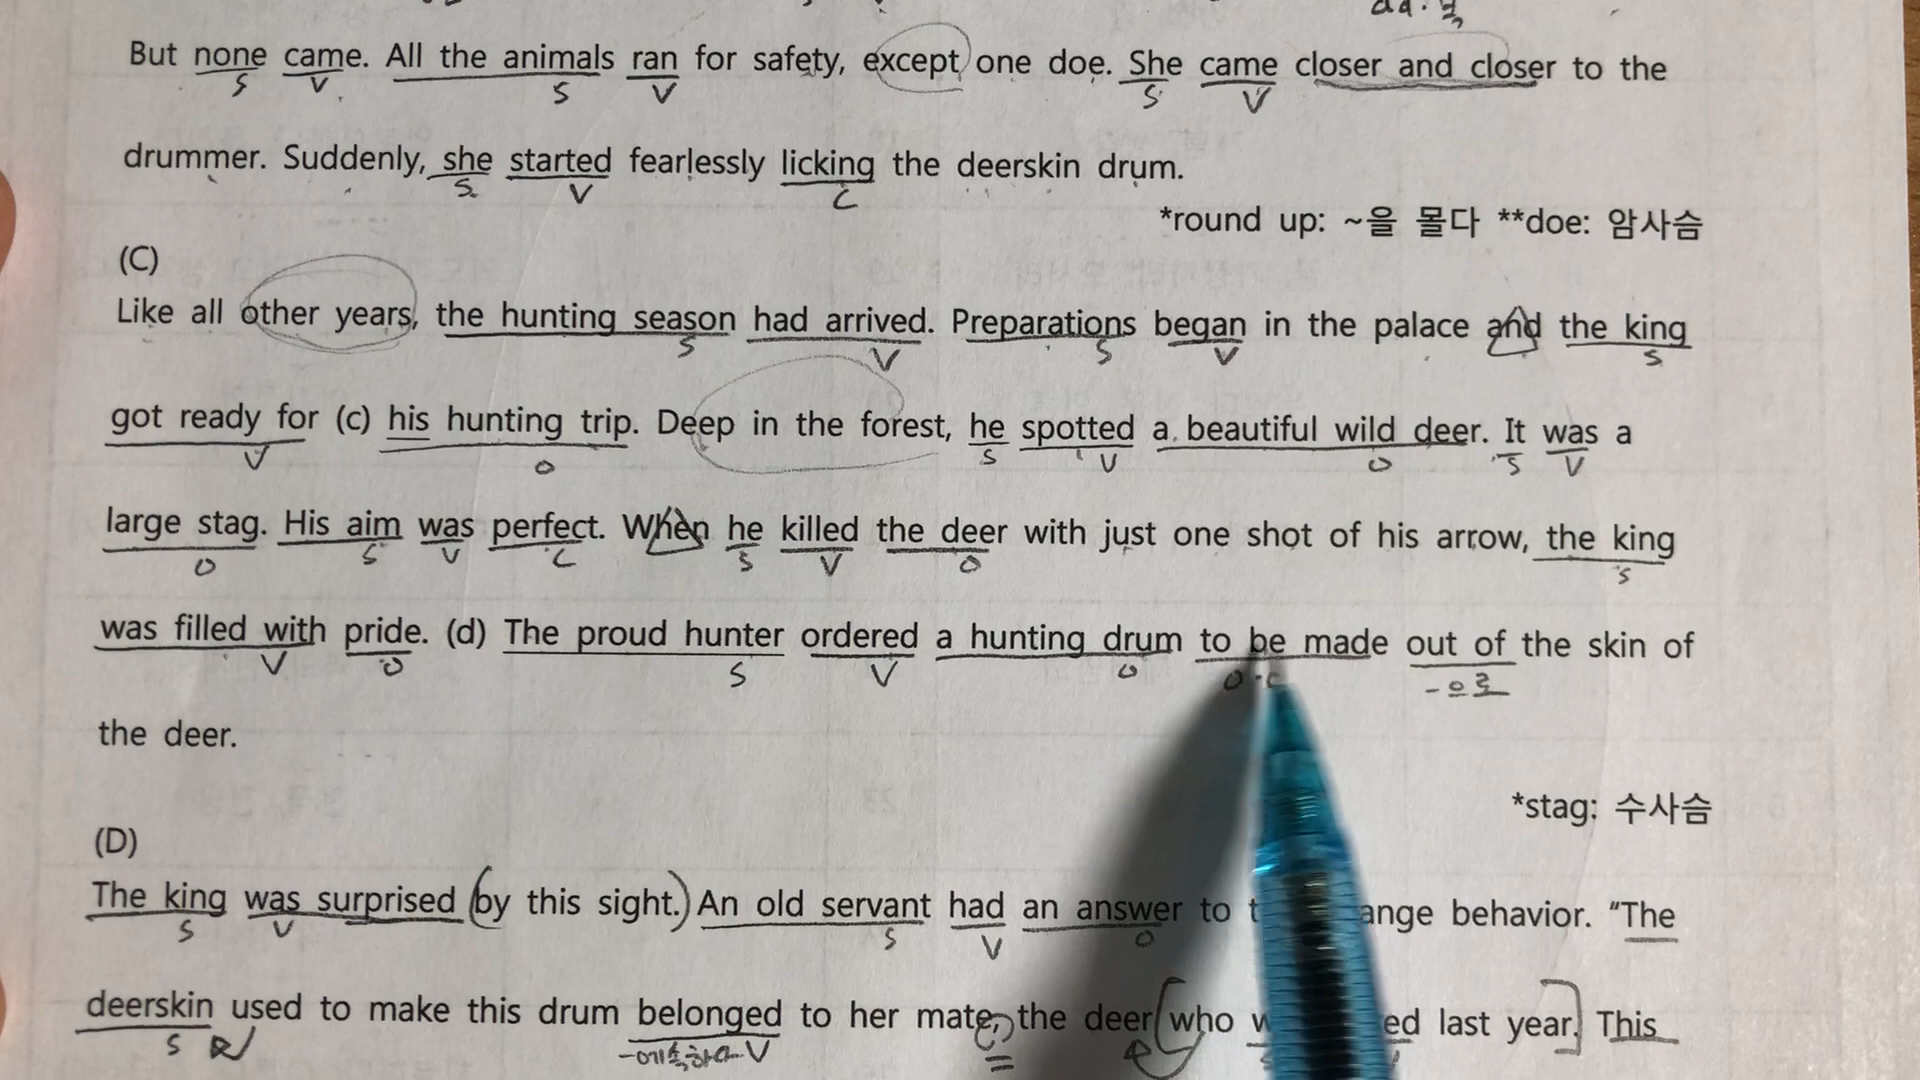 But none came. All the animals ran for safety, except one doe. She came closer and closer to the
S V S V S V
drummer. Suddenly, she started fearlessly licking the deerskin drum.
S V C
*round up: ~을 몰다 **doe: 암사슴
(C)
Like all other years, the hunting season had arrived. Preparations began in the palace and the king
S V S V S
got ready for (c) his hunting trip. Deep in the forest, he spotted a beautiful wild deer. It was a
V O S V O S V
large stag. His aim was perfect. When he killed the deer with just one shot of his arrow, the king
O S V C S V O S
was filled with pride. (d) The proud hunter ordered a hunting drum to be made out of the skin of
V O S V O O.C -으로
the deer.
*stag: 수사슴
(D)
The king was surprised (by this sight.) An old servant had an answer to behavior. “The
S V S V O
deerskin used to make this drum belonged to her mate, the deer [who last year.] This
S -에 속하다 V